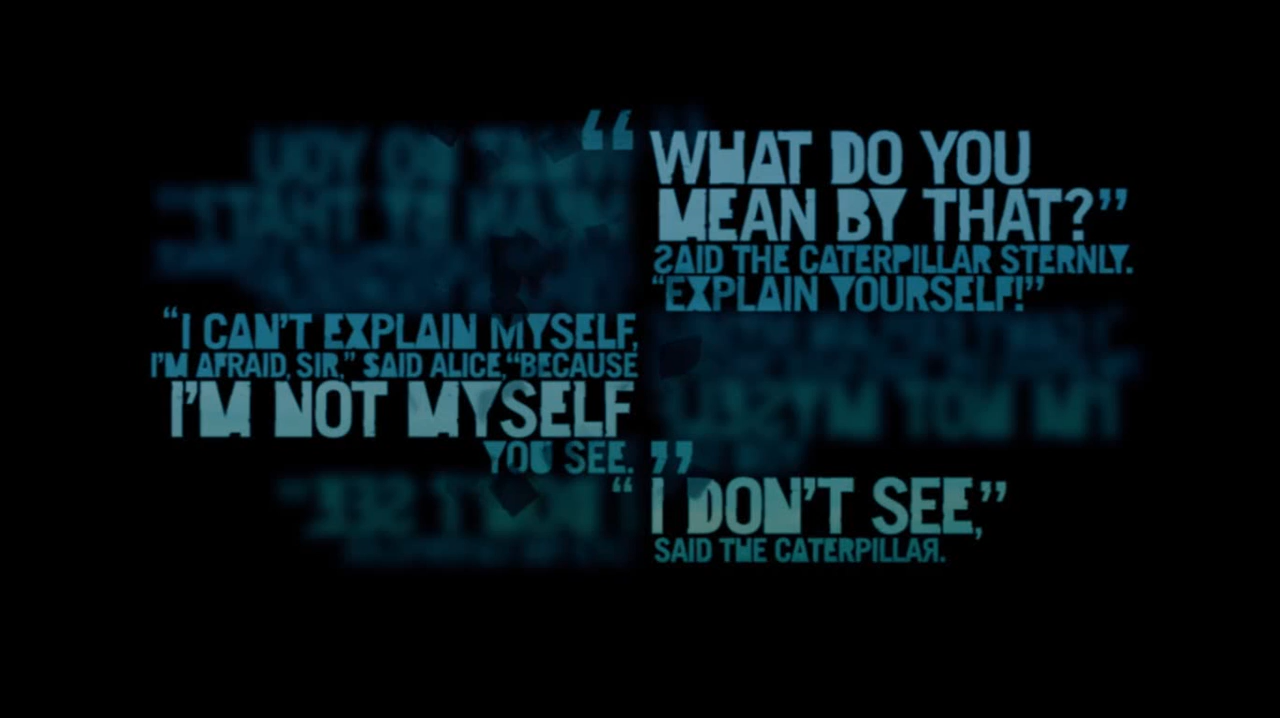 “WHAT DO YOU
MEAN BY THAT?”
SAID THE CATERPILLAR STERNLY.
“EXPLAIN YOURSELF!”
“I CAN’T EXPLAIN MYSELF,
I’M AFRAID, SIR,” SAID ALICE, “BECAUSE
I’M NOT MYSELF
YOU SEE.”
“I DON’T SEE,”
SAID THE CATERPILLAR.